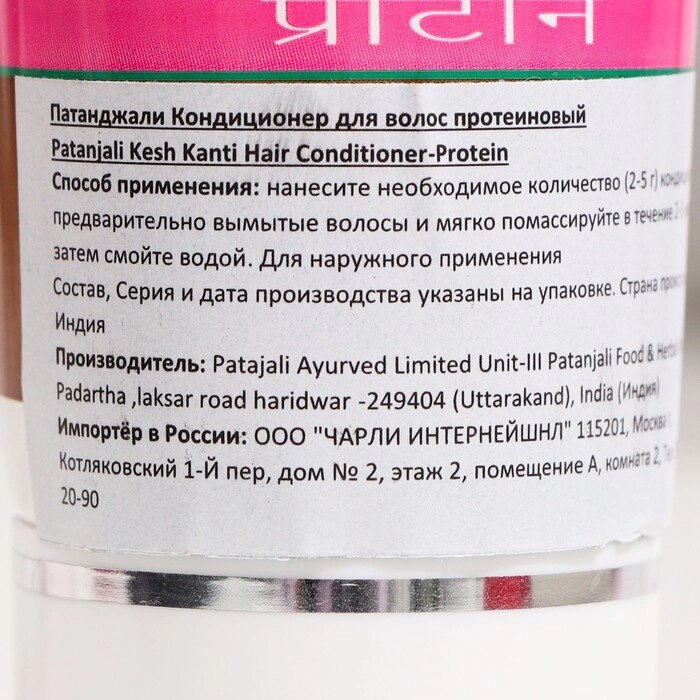 प्रोटीन
Патанджали Кондиционер для волос протеиновый
Patanjali Kesh Kanti Hair Conditioner-Protein
Способ применения: нанесите необходимое количество (2-5 г)
предварительно вымытые волосы и мягко помассируйте в течение
затем смойте водой. Для наружного применения
Состав, Серия и дата производства указаны на упаковке. Страна
Индия
Производитель: Patajali Ayurved Limited Unit-III Patanjali Food &
Padartha ,laksar road haridwar -249404 (Uttarakand), India (Индия)
Импортёр в России: ООО "ЧАРЛИ ИНТЕРНЕЙШНЛ" 115201, Москва
Котляковский 1-Й пер, дом № 2, этаж 2, помещение А, комната 2,
20-90